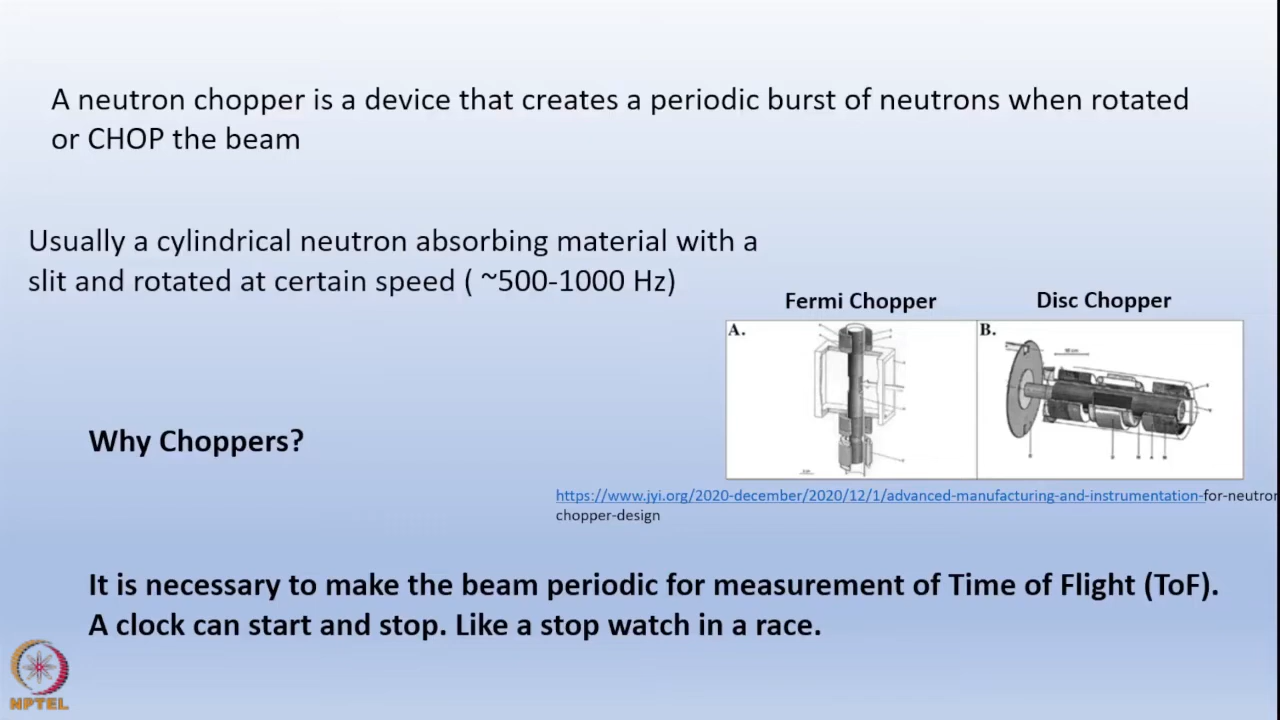 A neutron chopper is a device that creates a periodic burst of neutrons when rotated
or CHOP the beam
Usually a cylindrical neutron absorbing material with a
slit and rotated at certain speed ( ~500-1000 Hz)
Fermi Chopper
Disc Chopper
A.
B.
Why Choppers?
https://www.jyi.org/2020-december/2020/12/1/advanced-manufacturing-and-instrumentation-for-neutron
chopper-design
It is necessary to make the beam periodic for measurement of Time of Flight (ToF).
A clock can start and stop. Like a stop watch in a race.
NPTEL